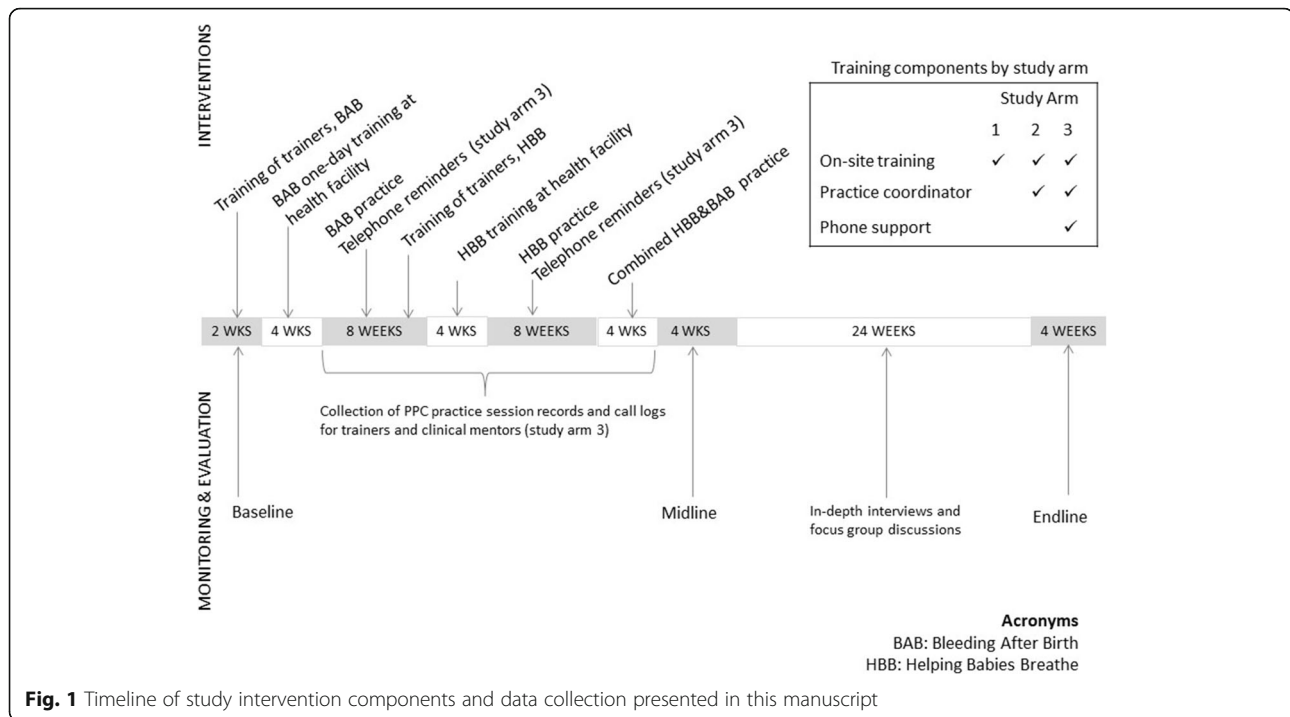 INTERVENTIONS
Training of trainers, BAB
BAB one-day training at
health facility
BAB practice
Telephone reminders (study arm 3)
Training of trainers, HBB
HBB training at health facility
HBB practice
Telephone reminders (study arm 3)
Combined HBB&BAB practice
Training components by study arm
Study Arm
1 2 3
On-site training ✓ ✓ ✓
Practice coordinator ✓ ✓
Phone support ✓
2 WKS 4 WKS 8 WEEKS 4 WKS 8 WEEKS 4 WKS 4 WKS 24 WEEKS 4 WEEKS
MONITORING & EVALUATION
Collection of PPC practice session records and call logs
for trainers and clinical mentors (study arm 3)
Baseline
Midline
In-depth interviews and
focus group discussions
Endline
Acronyms
BAB: Bleeding After Birth
HBB: Helping Babies Breathe
Fig. 1 Timeline of study intervention components and data collection presented in this manuscript